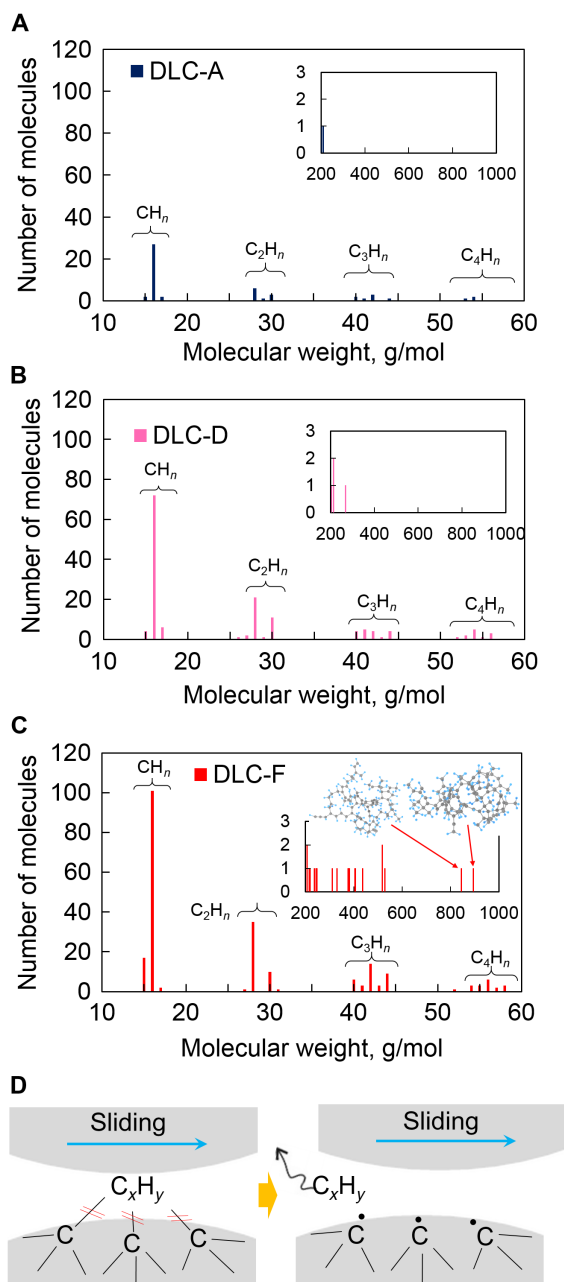 A
120
100
80
60
40
20
0
Number of molecules
DLC-A
3
2
1
0
200 400 600 800 1000
CHn
C2Hn
C3Hn
C4Hn
10 20 30 40 50 60
Molecular weight, g/mol
B
120
100
80
60
40
20
0
Number of molecules
DLC-D
3
2
1
0
200 400 600 800 1000
CHn
C2Hn
C3Hn
C4Hn
10 20 30 40 50 60
Molecular weight, g/mol
C
120
100
80
60
40
20
0
Number of molecules
CHn
DLC-F
3
2
1
0
200 400 600 800 1000
C2Hn
C3Hn
C4Hn
10 20 30 40 50 60
Molecular weight, g/mol
D
Sliding
CxHy
C C C
Sliding
CxHy
C C C